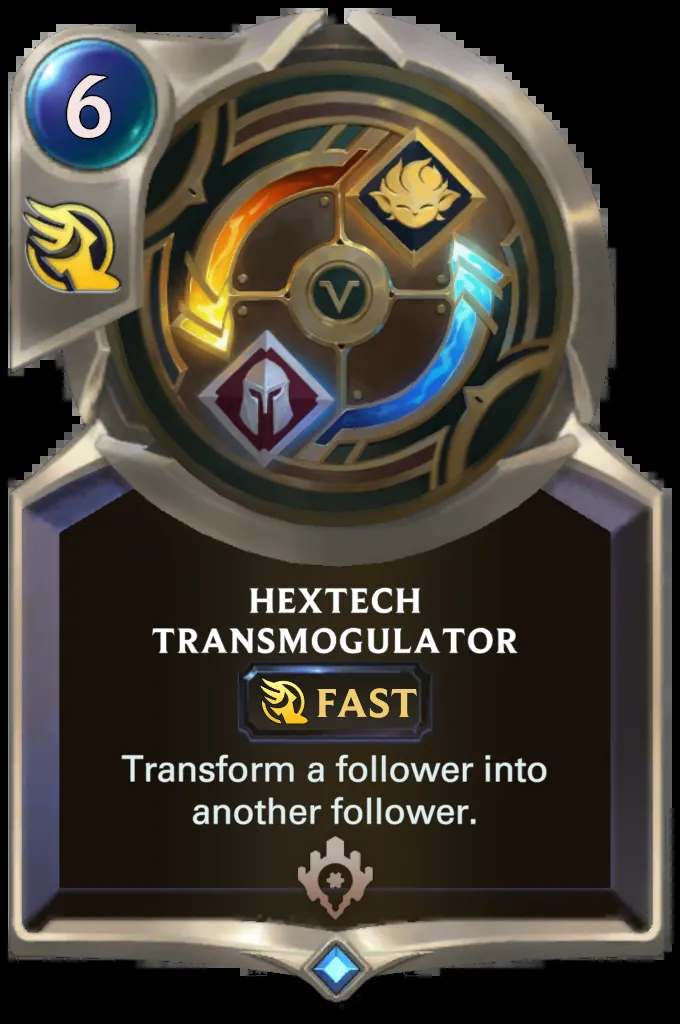 6
V
HEXTECH
TRANSMOGULATOR
FAST
Transform a follower into
another follower.